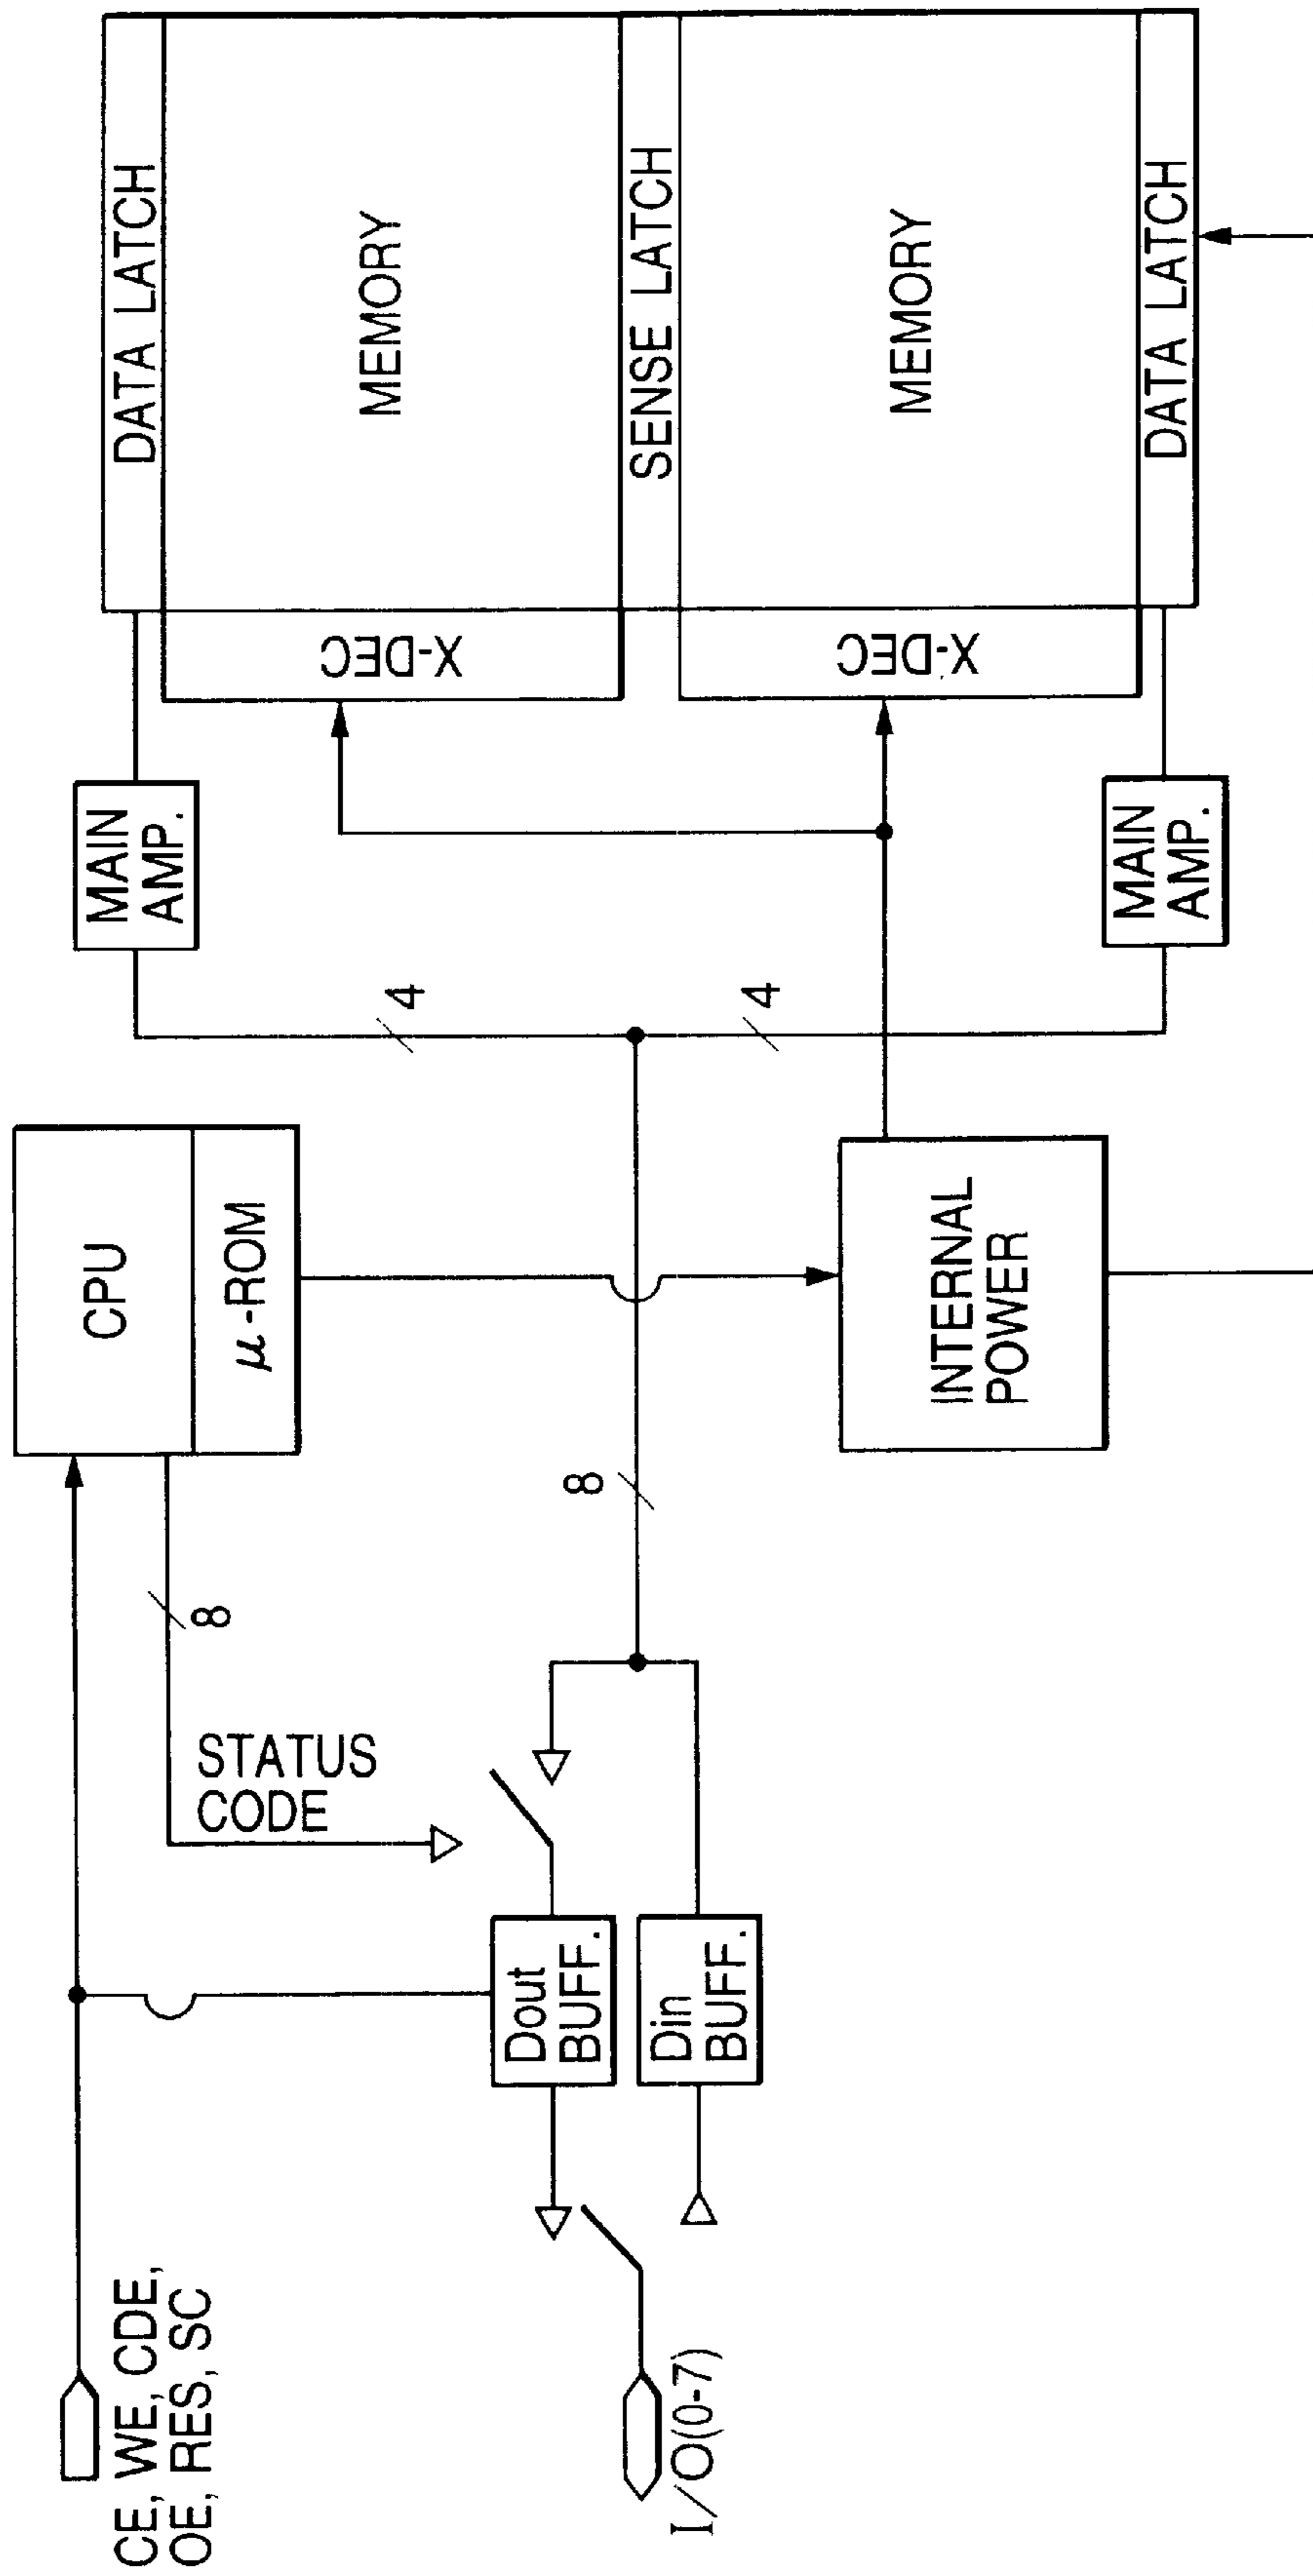 CE, WE, CDE,
OE, RES, SC
I/O(0-7)
Dout
BUFF.
Din
BUFF.
STATUS
CODE
8
8
CPU
μ-ROM
INTERNAL
POWER
4
4
MAIN
AMP.
MAIN
AMP.
X-DEC
X-DEC
DATA LATCH
MEMORY
SENSE LATCH
MEMORY
DATA LATCH